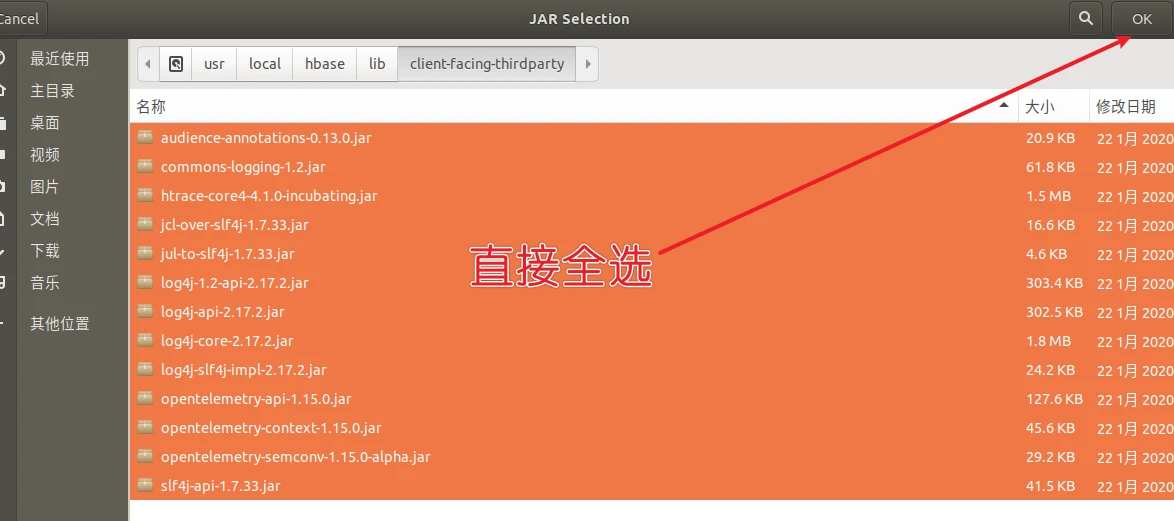 Cancel
JAR Selection
OK
最近使用
主目录
桌面
视频
图片
文档
下载
音乐
其他位置
usr local hbase lib client-facing-thirdparty
名称 大小 修改日期
audience-annotations-0.13.0.jar 20.9 KB 22 1月 2020
commons-logging-1.2.jar 61.8 KB 22 1月 2020
htrace-core4-4.1.0-incubating.jar 1.5 MB 22 1月 2020
jcl-over-slf4j-1.7.33.jar 16.6 KB 22 1月 2020
jul-to-slf4j-1.7.33.jar 4.6 KB 22 1月 2020
log4j-1.2-api-2.17.2.jar 303.4 KB 22 1月 2020
log4j-api-2.17.2.jar 302.5 KB 22 1月 2020
log4j-core-2.17.2.jar 1.8 MB 22 1月 2020
log4j-slf4j-impl-2.17.2.jar 24.2 KB 22 1月 2020
opentelemetry-api-1.15.0.jar 127.6 KB 22 1月 2020
opentelemetry-context-1.15.0.jar 45.6 KB 22 1月 2020
opentelemetry-semconv-1.15.0-alpha.jar 29.2 KB 22 1月 2020
slf4j-api-1.7.33.jar 41.5 KB 22 1月 2020
直接全选